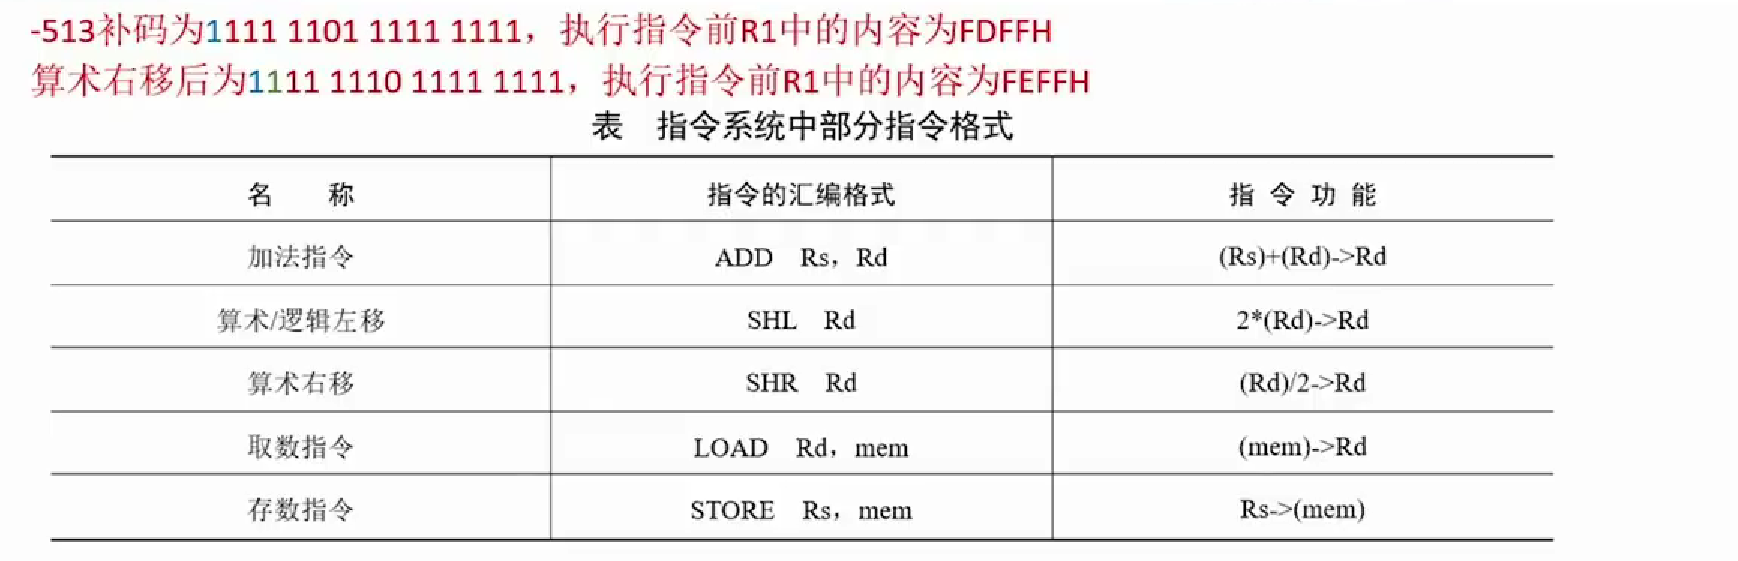 -513补码为1111 1101 1111 1111，执行指令前R1中的内容为FDFFH
算术右移后为1111 1110 1111 1111，执行指令前R1中的内容为FEFFH
表 指令系统中部分指令格式
名 称 指令的汇编格式 指 令 功 能
加法指令 ADD Rs，Rd (Rs)+(Rd)->Rd
算术/逻辑左移 SHL Rd 2*(Rd)->Rd
算术右移 SHR Rd (Rd)/2->Rd
取数指令 LOAD Rd，mem (mem)->Rd
存数指令 STORE Rs，mem Rs->(mem)